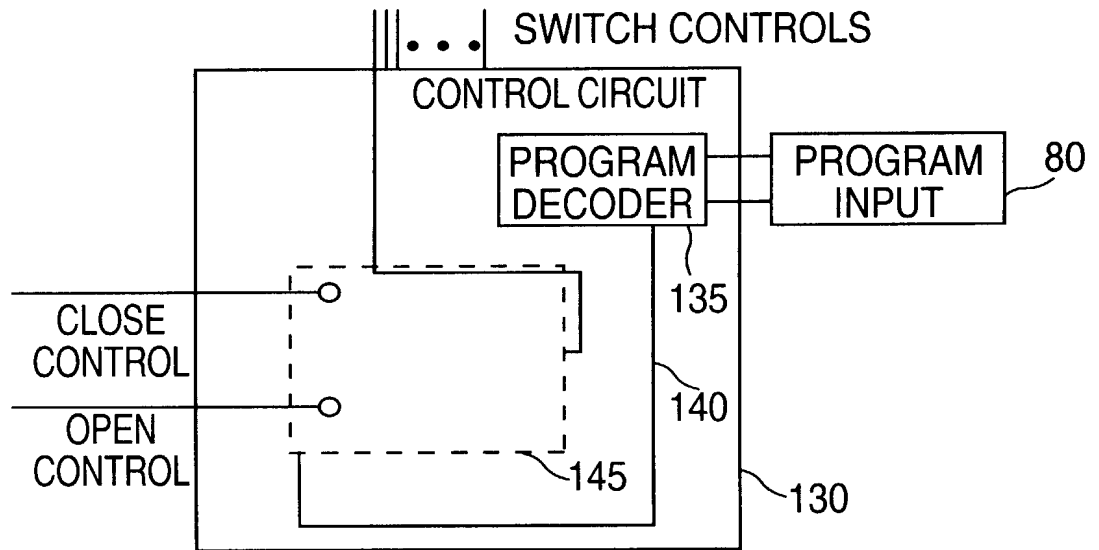 SWITCH CONTROLS
CONTROL CIRCUIT
PROGRAM
DECODER
PROGRAM
INPUT
80
135
CLOSE
CONTROL
140
OPEN
CONTROL
145
130